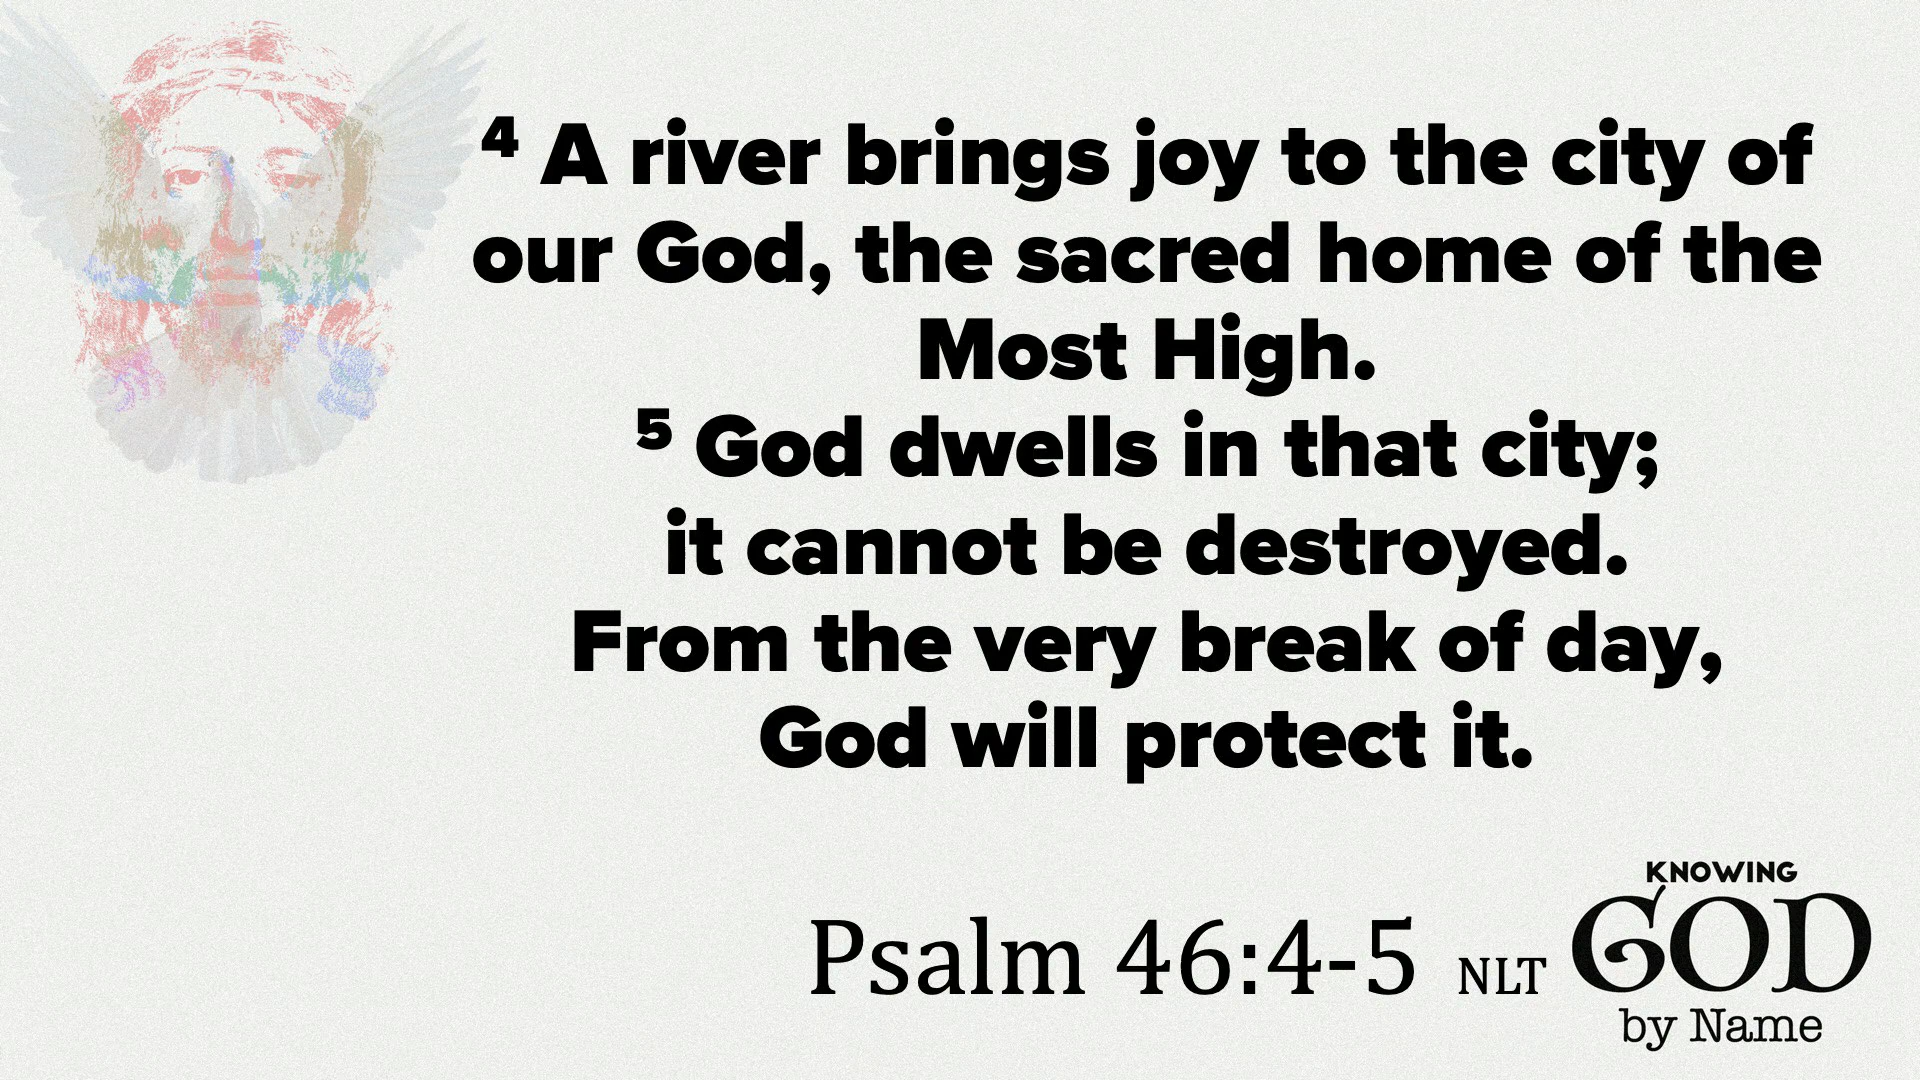 ⁴ A river brings joy to the city of
our God, the sacred home of the
Most High.
⁵ God dwells in that city;
it cannot be destroyed.
From the very break of day,
God will protect it.
Psalm 46:4-5 NLT
KNOWING
GOD
by Name